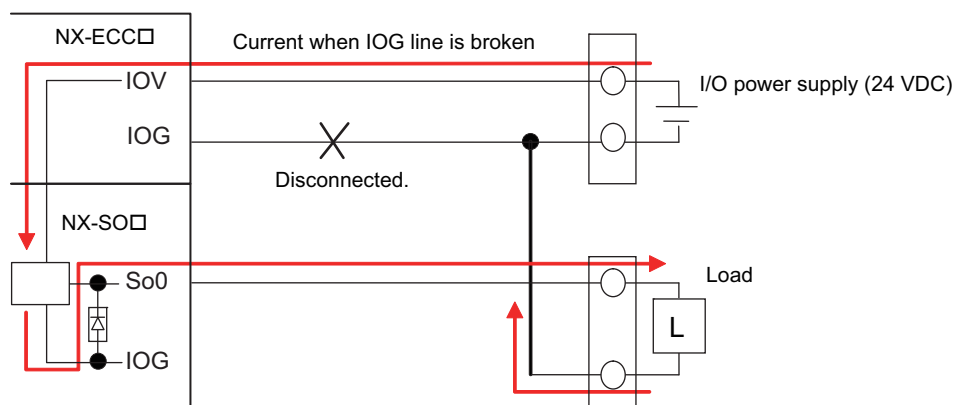 NX-ECC□
Current when IOG line is broken
IOV
I/O power supply (24 VDC)
IOG
Disconnected.
NX-SO□
So0
Load
L
IOG